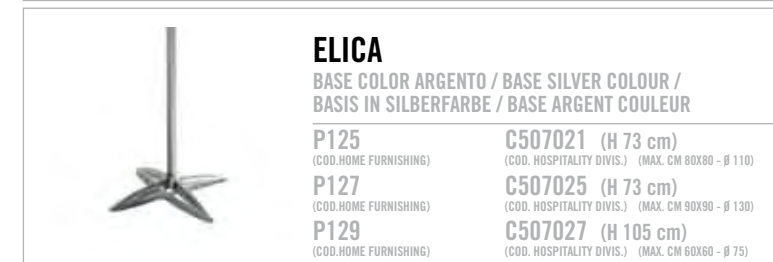 ELICA
BASE COLOR ARGENTO / BASE SILVER COLOUR /
BASIS IN SILBERFARBE / BASE ARGENT COULEUR
P125 C507021 (H 73 cm)
(COD.HOME FURNISHING) (COD. HOSPITALITY DIVIS.) (MAX. CM 80X80 - Ø 110)
P127 C507025 (H 73 cm)
(COD.HOME FURNISHING) (COD. HOSPITALITY DIVIS.) (MAX. CM 90X90 - Ø 130)
P129 C507027 (H 105 cm)
(COD.HOME FURNISHING) (COD. HOSPITALITY DIVIS.) (MAX. CM 60X60 - Ø 75)